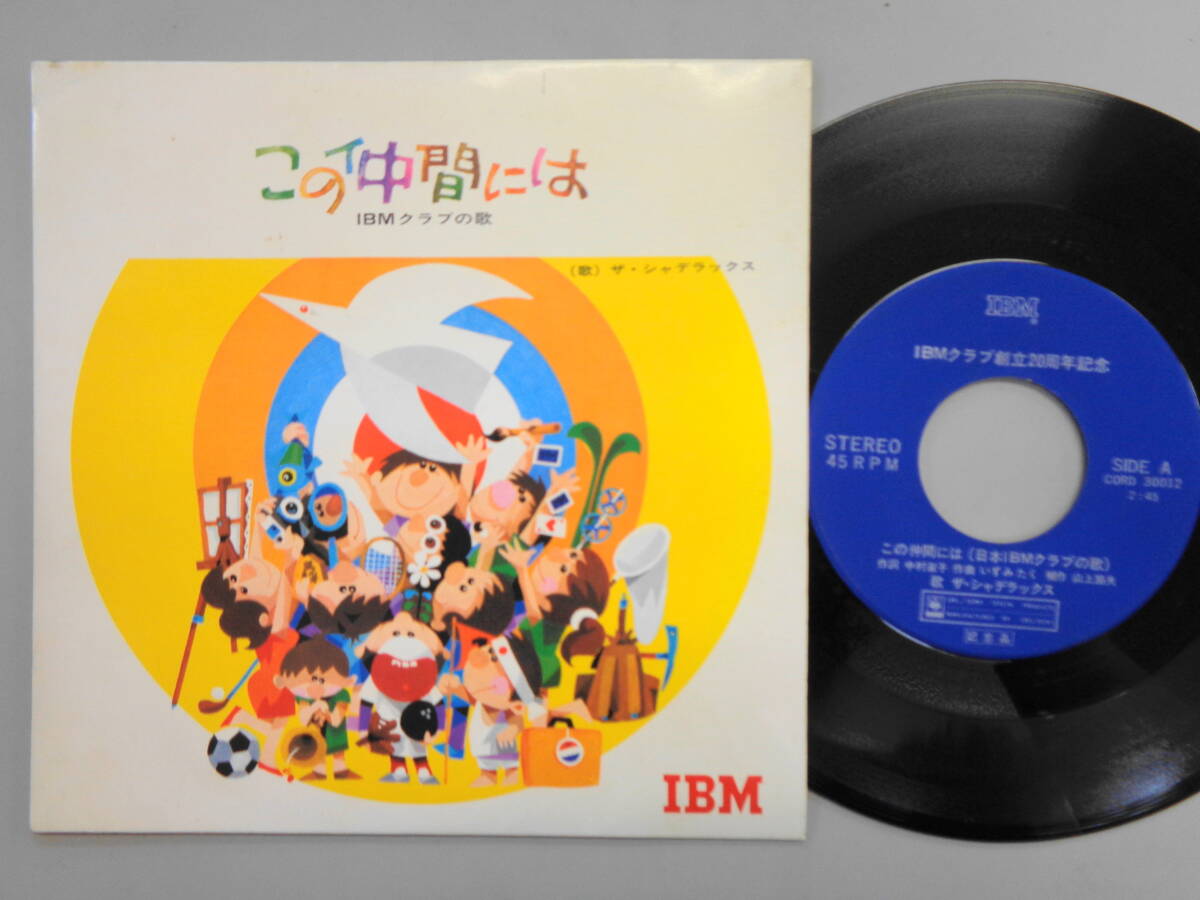 この仲間には
IBMクラブの歌
(歌) ザ・シャデラックス
IBM
IBM
IBMクラブ創立20周年記念
STEREO
45 RPM
SIDE A
CORD 30012
2:45
この仲間には (日本IBMクラブの歌)
作詞 中村 子 作曲 いずみたく 補作 山上路夫
歌 ザ・シャデラックス
記念品